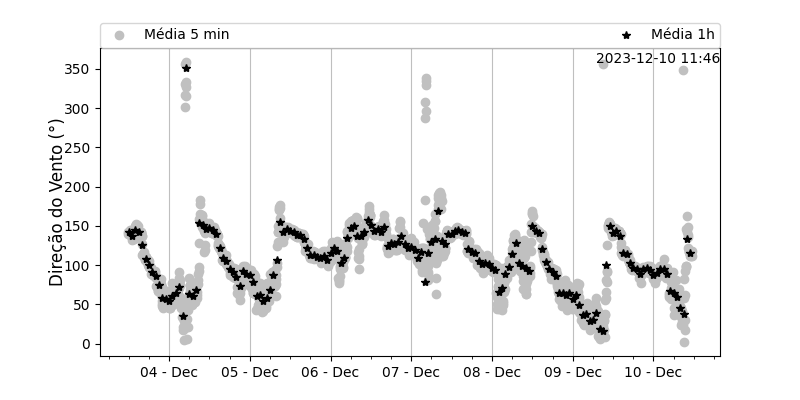 Média 5 min
Média 1h
2023-12-10 11:46
Direção do Vento (°)
350
300
250
200
150
100
50
0
04 - Dec
05 - Dec
06 - Dec
07 - Dec
08 - Dec
09 - Dec
10 - Dec